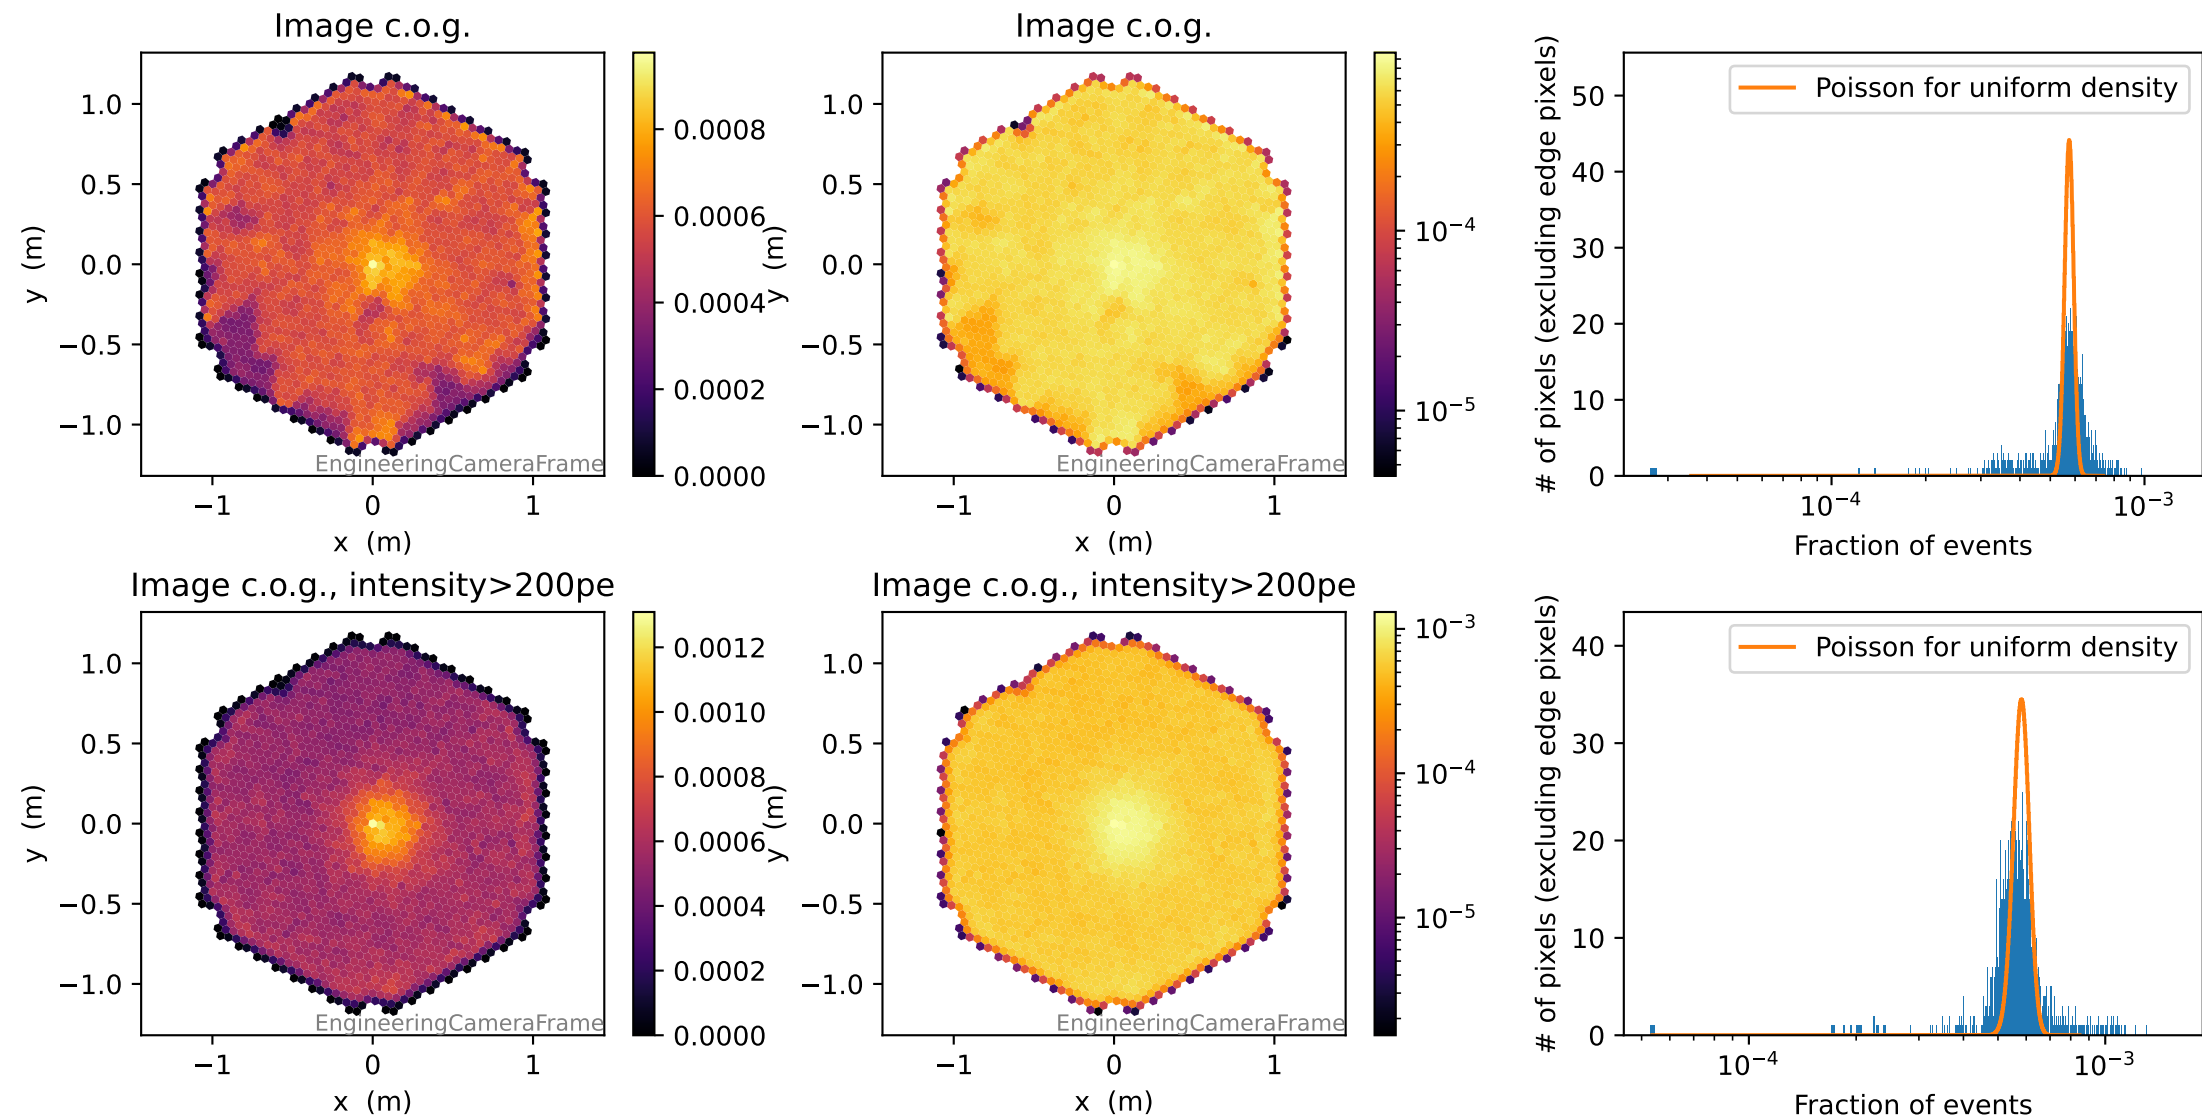 Image c.o.g.
y (m)
1.0
0.5
0.0
−0.5
−1.0
−1
0
1
x (m)
EngineeringCameraFrame
0.0008
0.0006
0.0004
0.0002
0.0000
Image c.o.g.
y (m)
1.0
0.5
0.0
−0.5
−1.0
−1
0
1
x (m)
EngineeringCameraFrame
10⁻⁴
10⁻⁵
# of pixels (excluding edge pixels)
50
40
30
20
10
0
Poisson for uniform density
10⁻⁴
10⁻³
Fraction of events
Image c.o.g., intensity>200pe
y (m)
1.0
0.5
0.0
−0.5
−1.0
−1
0
1
x (m)
EngineeringCameraFrame
0.0012
0.0010
0.0008
0.0006
0.0004
0.0002
0.0000
Image c.o.g., intensity>200pe
y (m)
1.0
0.5
0.0
−0.5
−1.0
−1
0
1
x (m)
EngineeringCameraFrame
10⁻³
10⁻⁴
10⁻⁵
# of pixels (excluding edge pixels)
40
30
20
10
0
Poisson for uniform density
10⁻⁴
10⁻³
Fraction of events